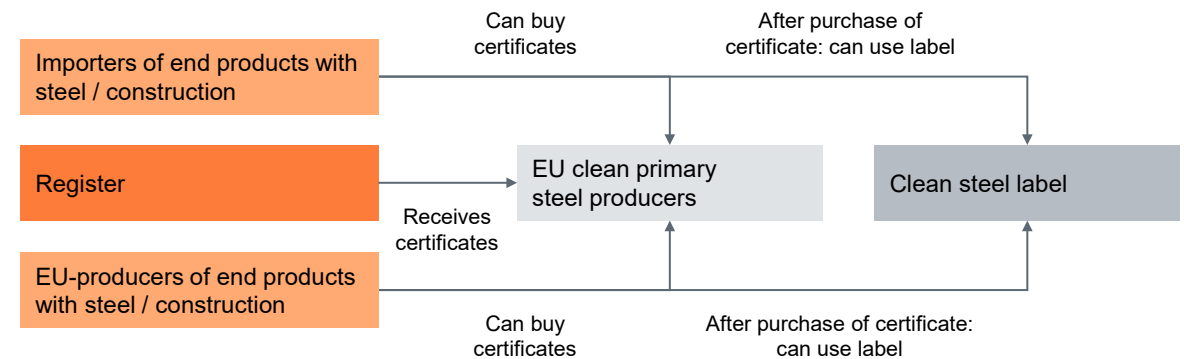 Can buy
certificates
After purchase of
certificate: can use label
Importers of end products with
steel / construction
Register
EU clean primary
steel producers
Clean steel label
Receives
certificates
EU-producers of end products
with steel / construction
Can buy
certificates
After purchase of certificate:
can use label